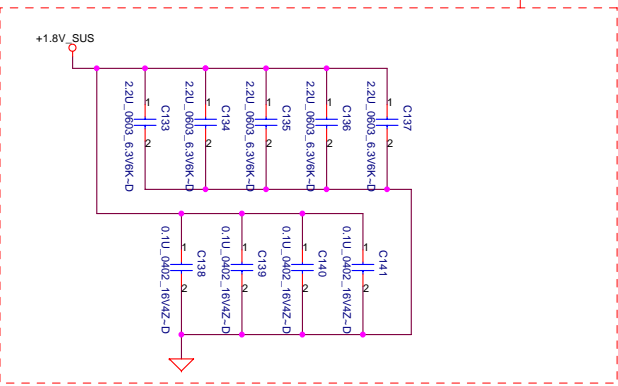 +1.8V_SUS
1
C133
2
2.2U_0603_6.3V6K~D
1
C134
2
2.2U_0603_6.3V6K~D
1
C135
2
2.2U_0603_6.3V6K~D
1
C136
2
2.2U_0603_6.3V6K~D
1
C137
2
2.2U_0603_6.3V6K~D
1
C138
2
0.1U_0402_16V4Z~D
1
C139
2
0.1U_0402_16V4Z~D
1
C140
2
0.1U_0402_16V4Z~D
1
C141
2
0.1U_0402_16V4Z~D